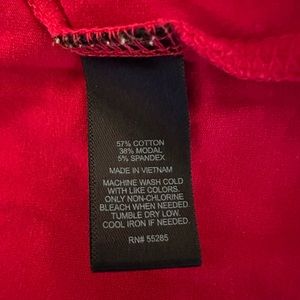 57% COTTON
38% MODAL
5% SPANDEX
MADE IN VIETNAM
MACHINE WASH COLD
WITH LIKE COLORS.
ONLY NON-CHLORINE
BLEACH WHEN NEEDED.
TUMBLE DRY LOW.
COOL IRON IF NEEDED.
RN# 55285